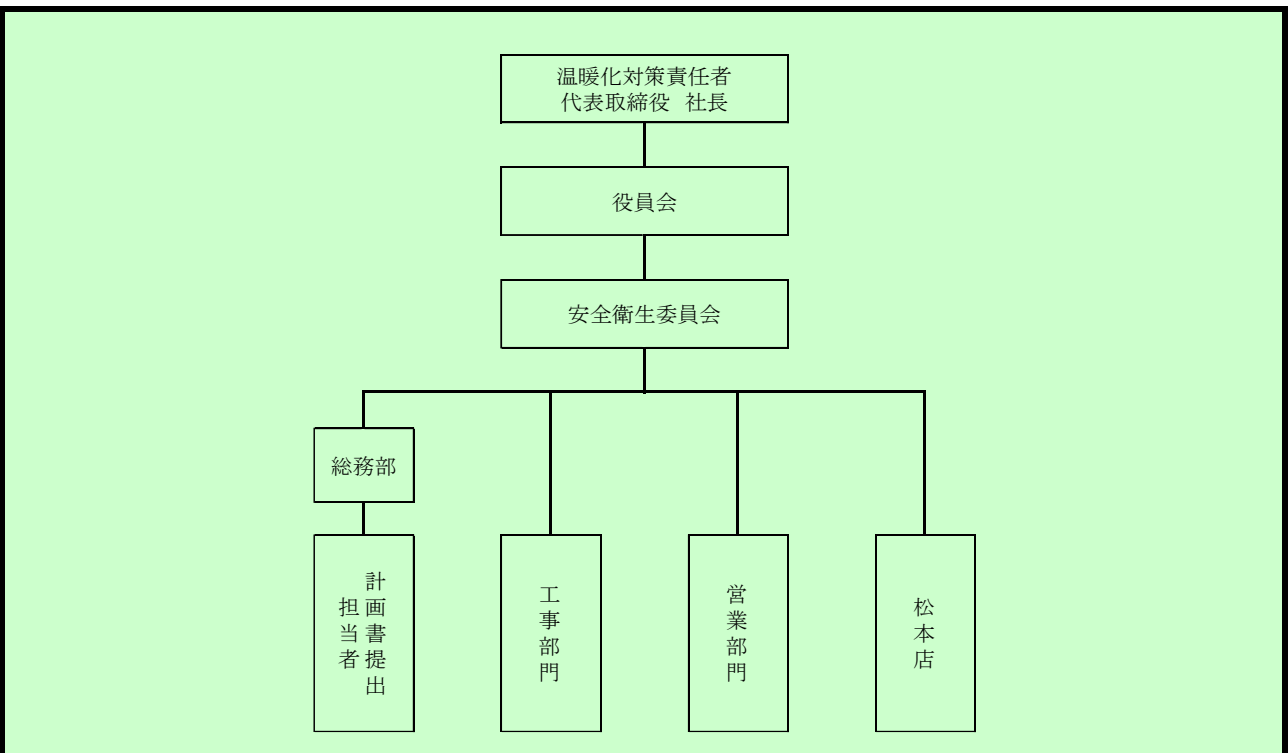 温暖化対策責任者
代表取締役 社長
役員会
安全衛生委員会
総務部
計画書提出
担当者
工事部門
営業部門
松本店